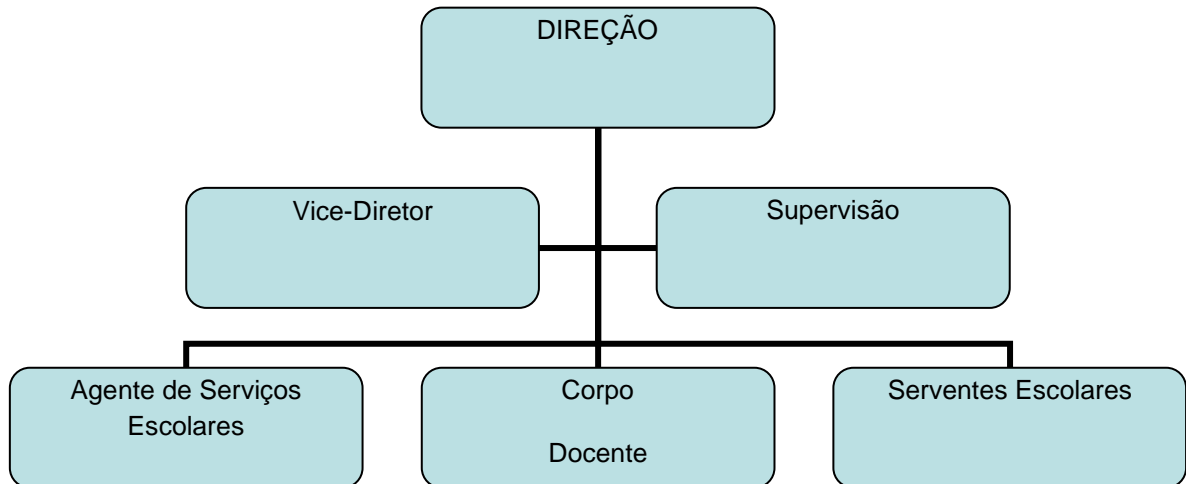 DIREÇÃO
Vice-Diretor
Supervisão
Agente de Serviços
Escolares
Corpo
Docente
Serventes Escolares